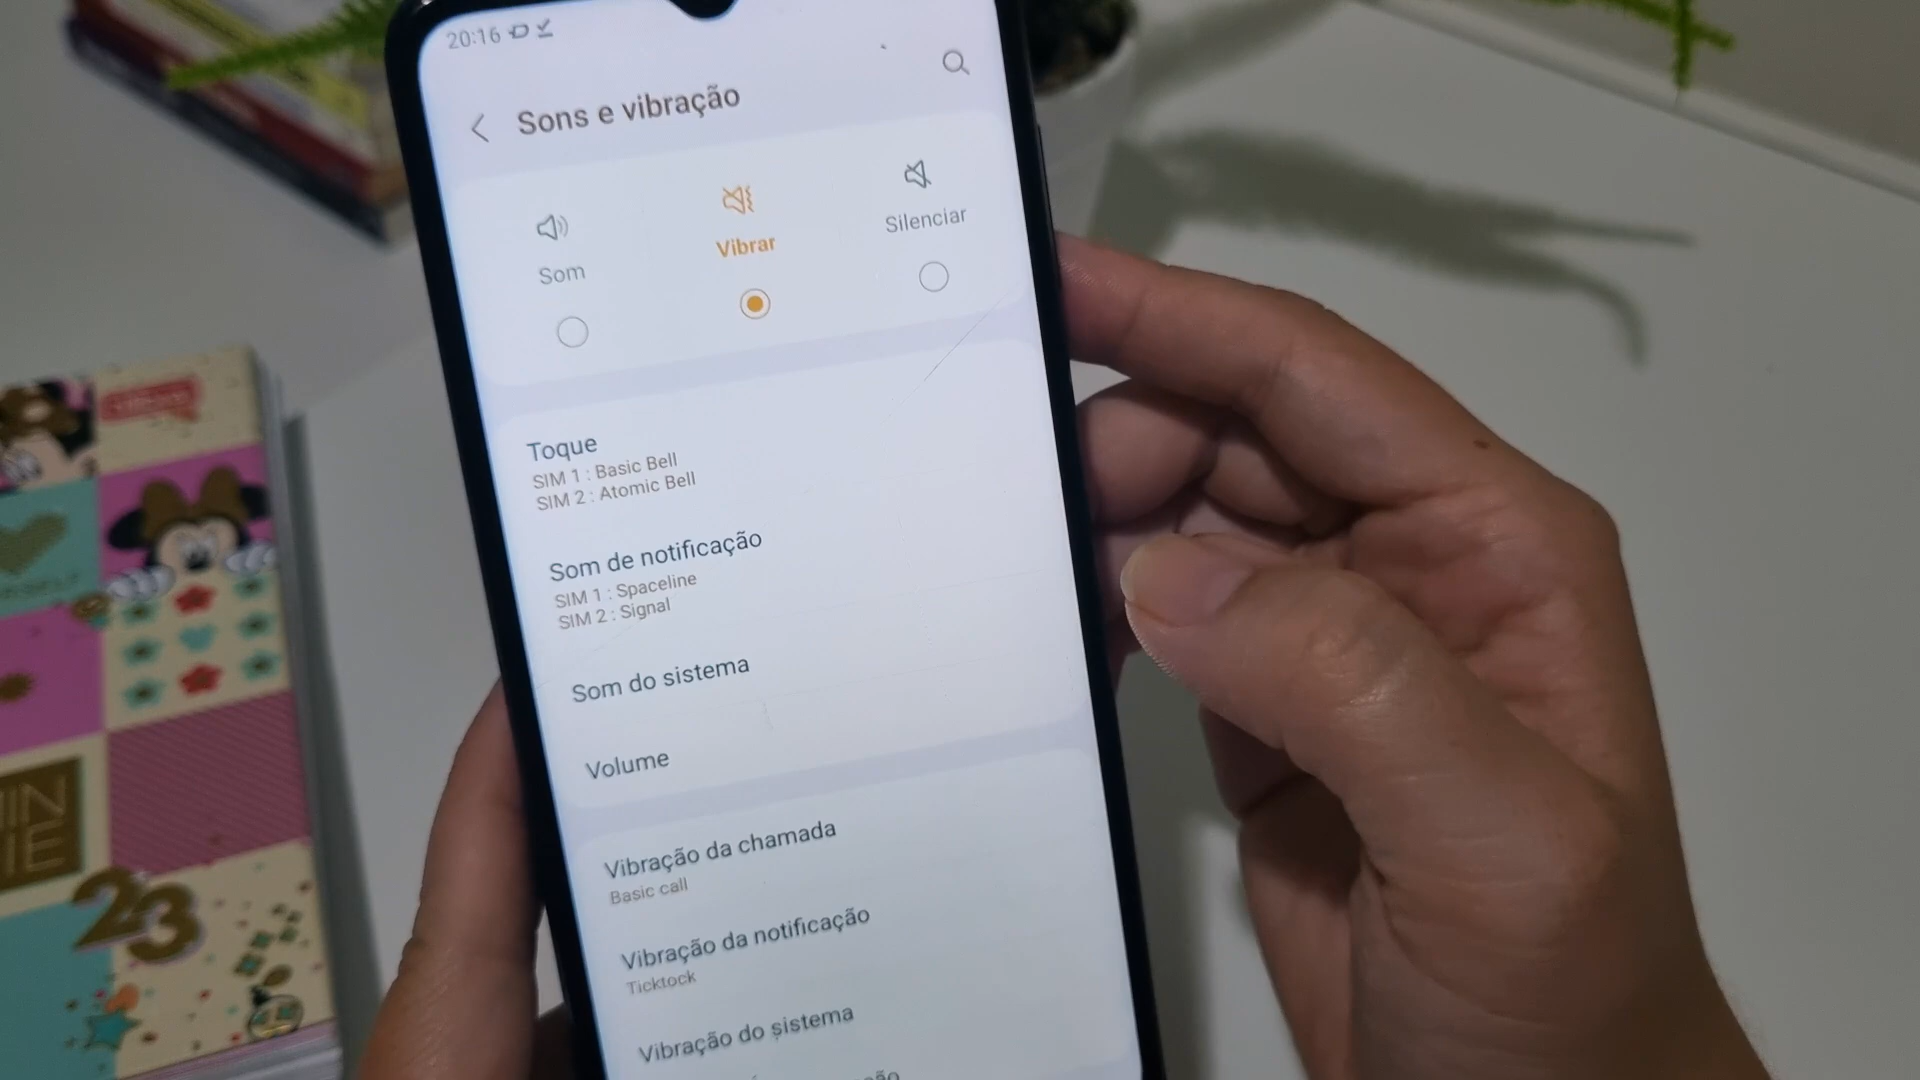 20:16
Sons e vibração
Som
Vibrar
Silenciar
Toque
SIM 1 : Basic Bell
SIM 2 : Atomic Bell
Som de notificação
SIM 1 : Spaceline
SIM 2 : Signal
Som do sistema
Volume
Vibração da chamada
Basic call
Vibração da notificação
Ticktock
Vibração do sistema
23